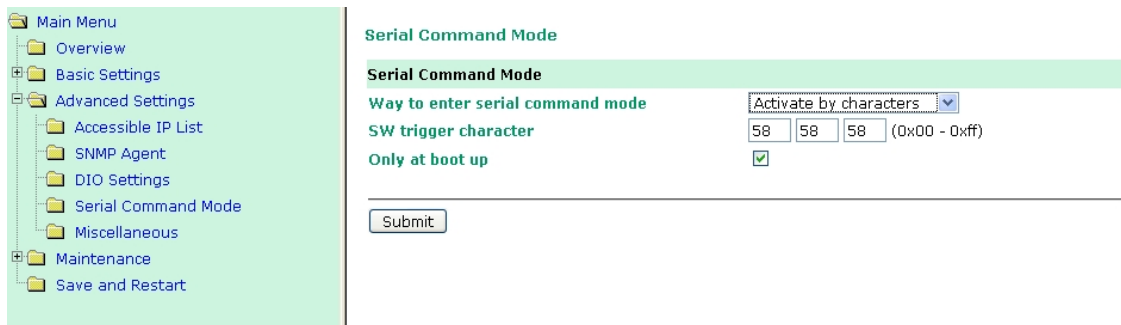 Main Menu
Overview
Basic Settings
Advanced Settings
Accessible IP List
SNMP Agent
DIO Settings
Serial Command Mode
Miscellaneous
Maintenance
Save and Restart
Serial Command Mode
Serial Command Mode
Way to enter serial command mode Activate by characters
SW trigger character 58 58 58 (0x00 - 0xff)
Only at boot up
Submit